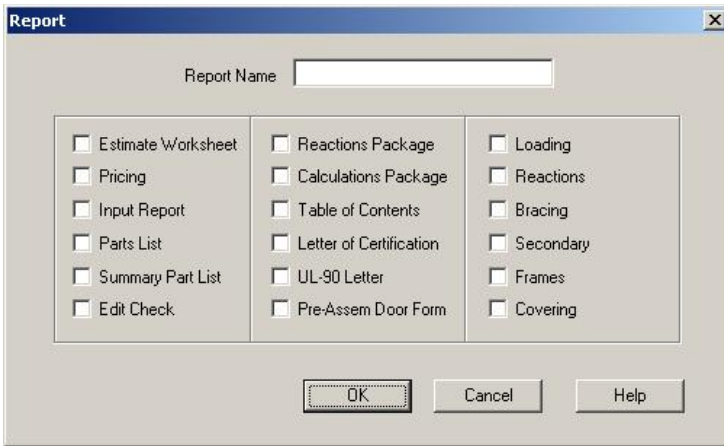 Report
Report Name
Estimate Worksheet
Pricing
Input Report
Parts List
Summary Part List
Edit Check
Reactions Package
Calculations Package
Table of Contents
Letter of Certification
UL-90 Letter
Pre-Assem Door Form
Loading
Reactions
Bracing
Secondary
Frames
Covering
OK
Cancel
Help